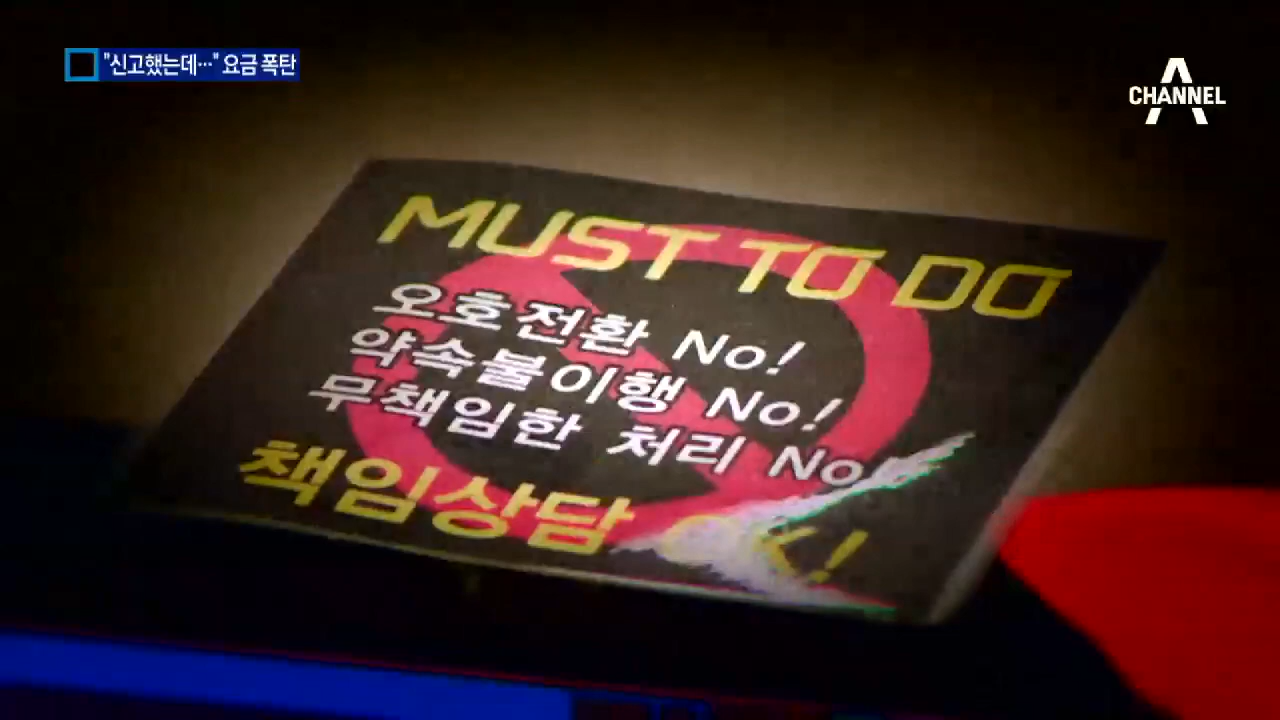 "신고했는데…" 요금 폭탄
CHANNEL A
MUST TO DO
오호전환 No!
약속불이행 No!
무책임한 처리 No!
책임상담 OK!